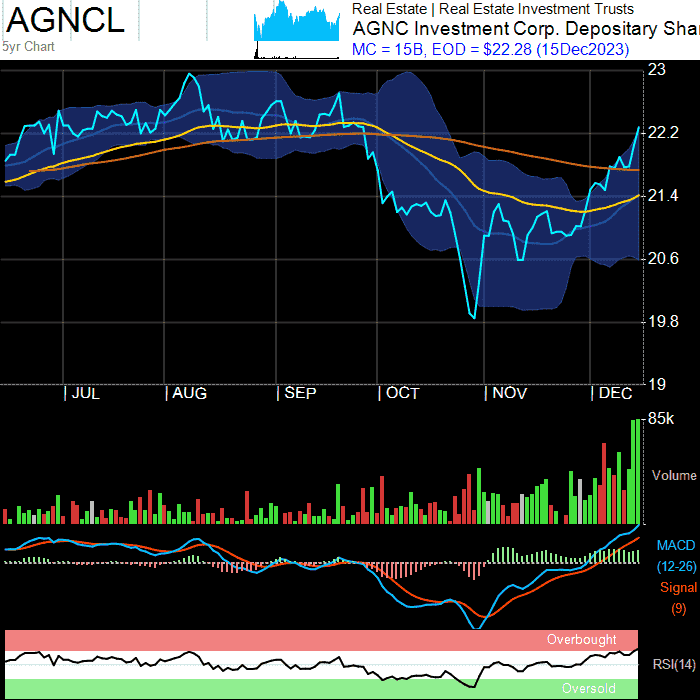 AGNCL
5yr Chart
Real Estate | Real Estate Investment Trusts
AGNC Investment Corp. Depositary Shar
MC = 15B, EOD = $22.28 (15Dec2023)
23
22.2
21.4
20.6
19.8
19
| JUL | AUG | SEP | OCT | NOV | DEC
85k
Volume
MACD
(12-26)
Signal
(9)
Overbought
RSI(14)
Oversold